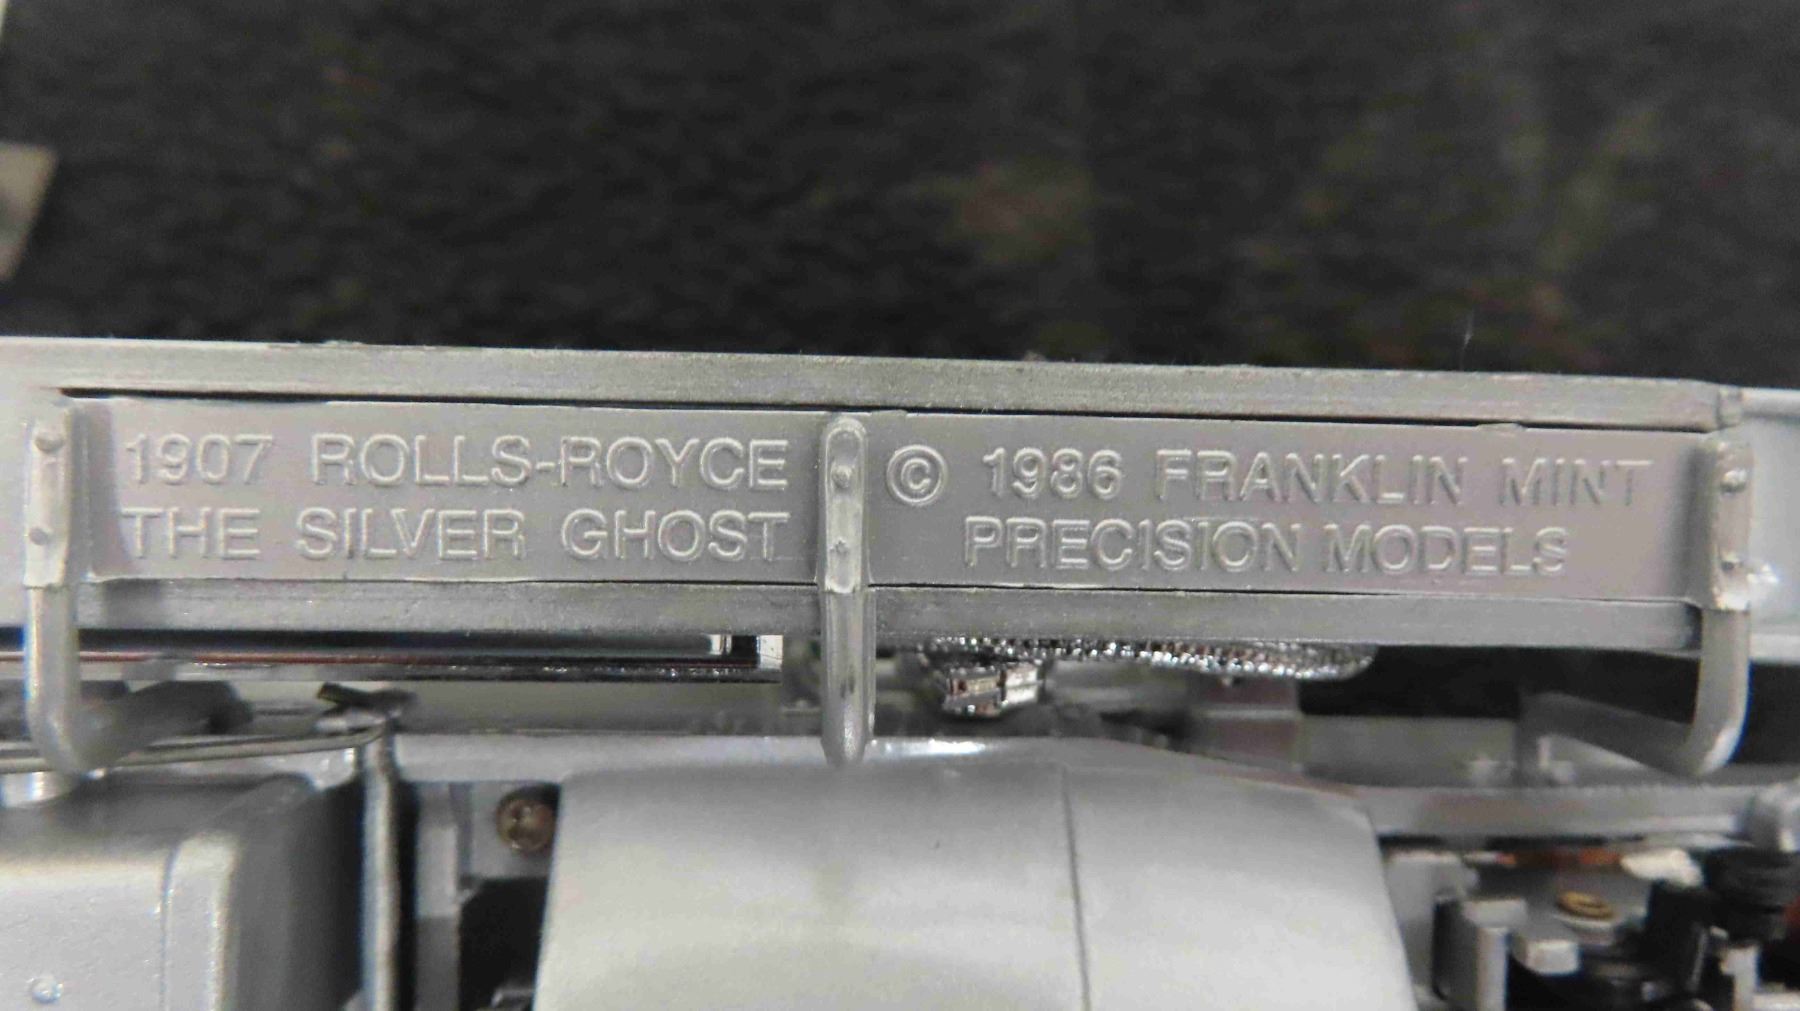 1907 ROLLS-ROYCE
THE SILVER GHOST
© 1986 FRANKLIN MINT
PRECISION MODELS